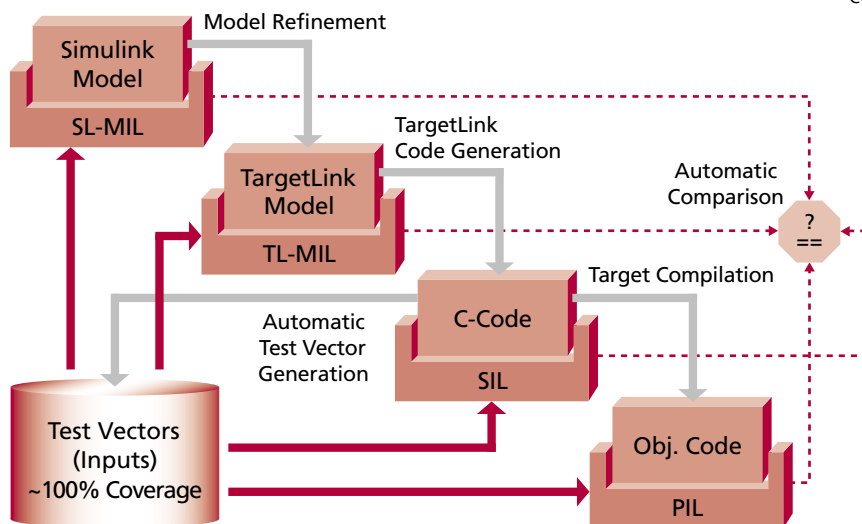 Model Refinement
Simulink
Model
SL-MIL
TargetLink
Code Generation
TargetLink
Model
TL-MIL
Automatic
Comparison
?
==
Target Compilation
C-Code
SIL
Automatic
Test Vector
Generation
Test Vectors
(Inputs)
~100% Coverage
Obj. Code
PIL